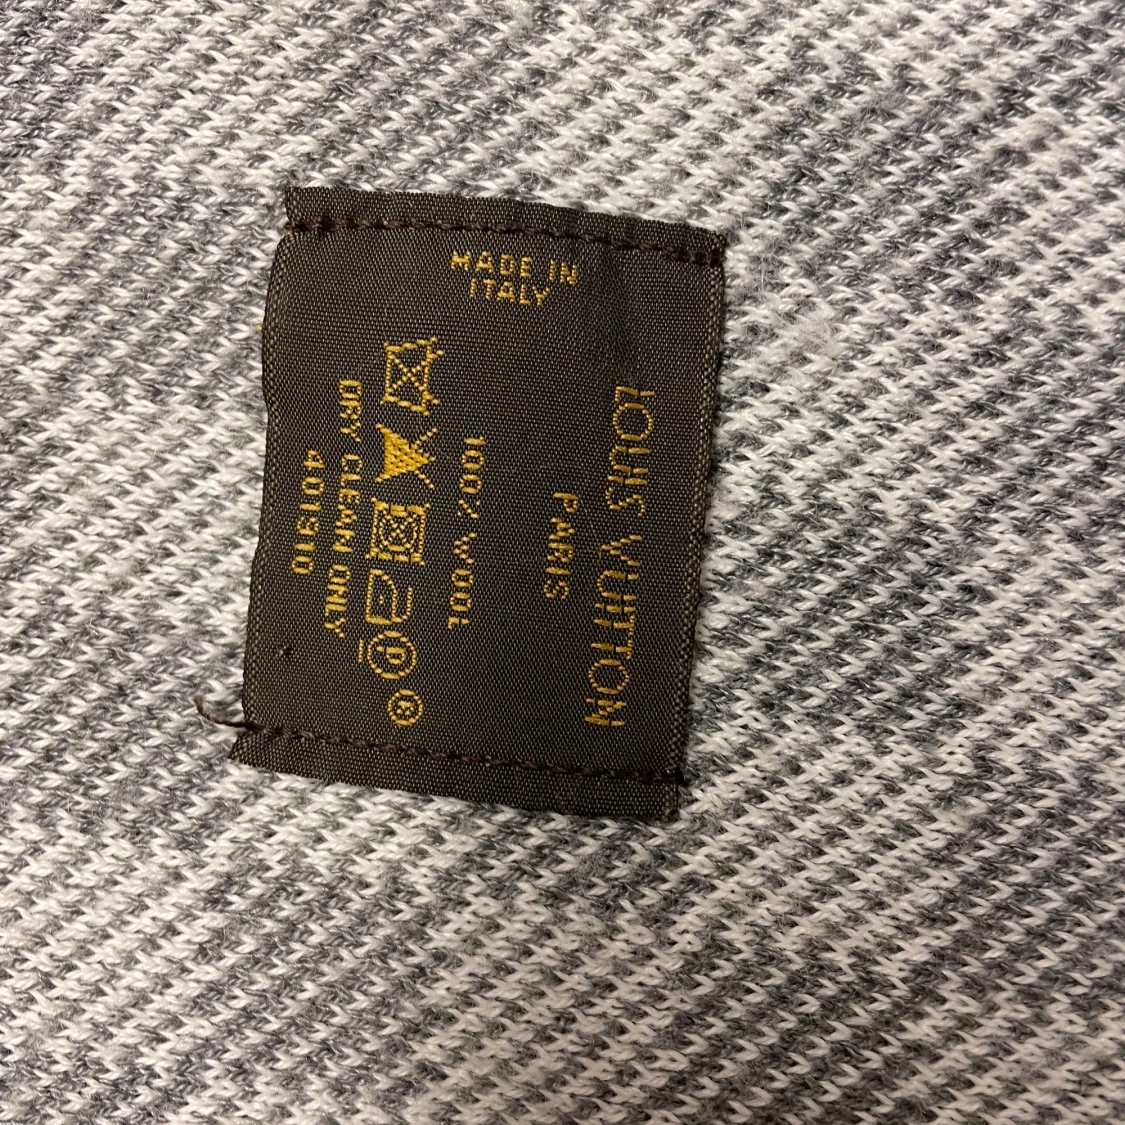 LOUIS VUITTON
PARIS
100% WOOL
P
DRY CLEAN ONLY
401910
MADE IN
ITALY